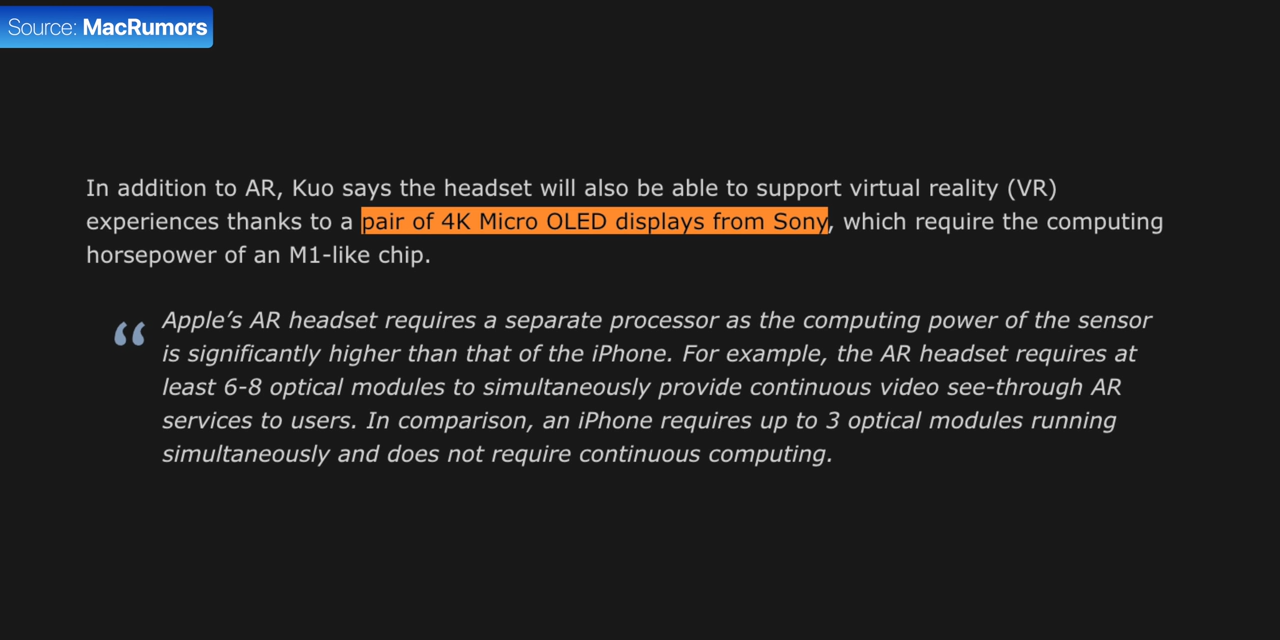 Source: MacRumors
In addition to AR, Kuo says the headset will also be able to support virtual reality (VR)
experiences thanks to a pair of 4K Micro OLED displays from Sony, which require the computing
horsepower of an M1-like chip.
“ Apple’s AR headset requires a separate processor as the computing power of the sensor
is significantly higher than that of the iPhone. For example, the AR headset requires at
least 6-8 optical modules to simultaneously provide continuous video see-through AR
services to users. In comparison, an iPhone requires up to 3 optical modules running
simultaneously and does not require continuous computing.